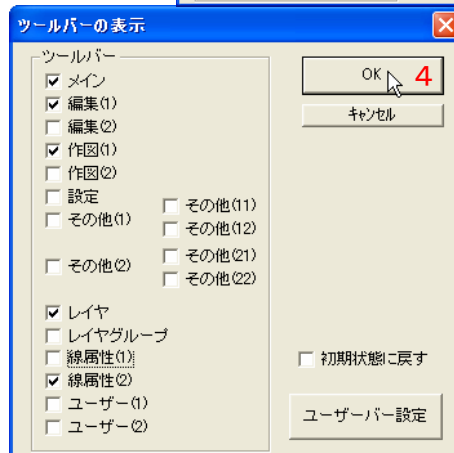 ツールバーの表示
ツールバー
メイン
編集(1)
編集(2)
作図(1)
作図(2)
設定
その他(1)
その他(11)
その他(12)
その他(2)
その他(21)
その他(22)
レイヤ
レイヤグループ
線属性(1)
線属性(2)
ユーザー(1)
ユーザー(2)
OK 4
キャンセル
初期状態に戻す
ユーザーバー設定